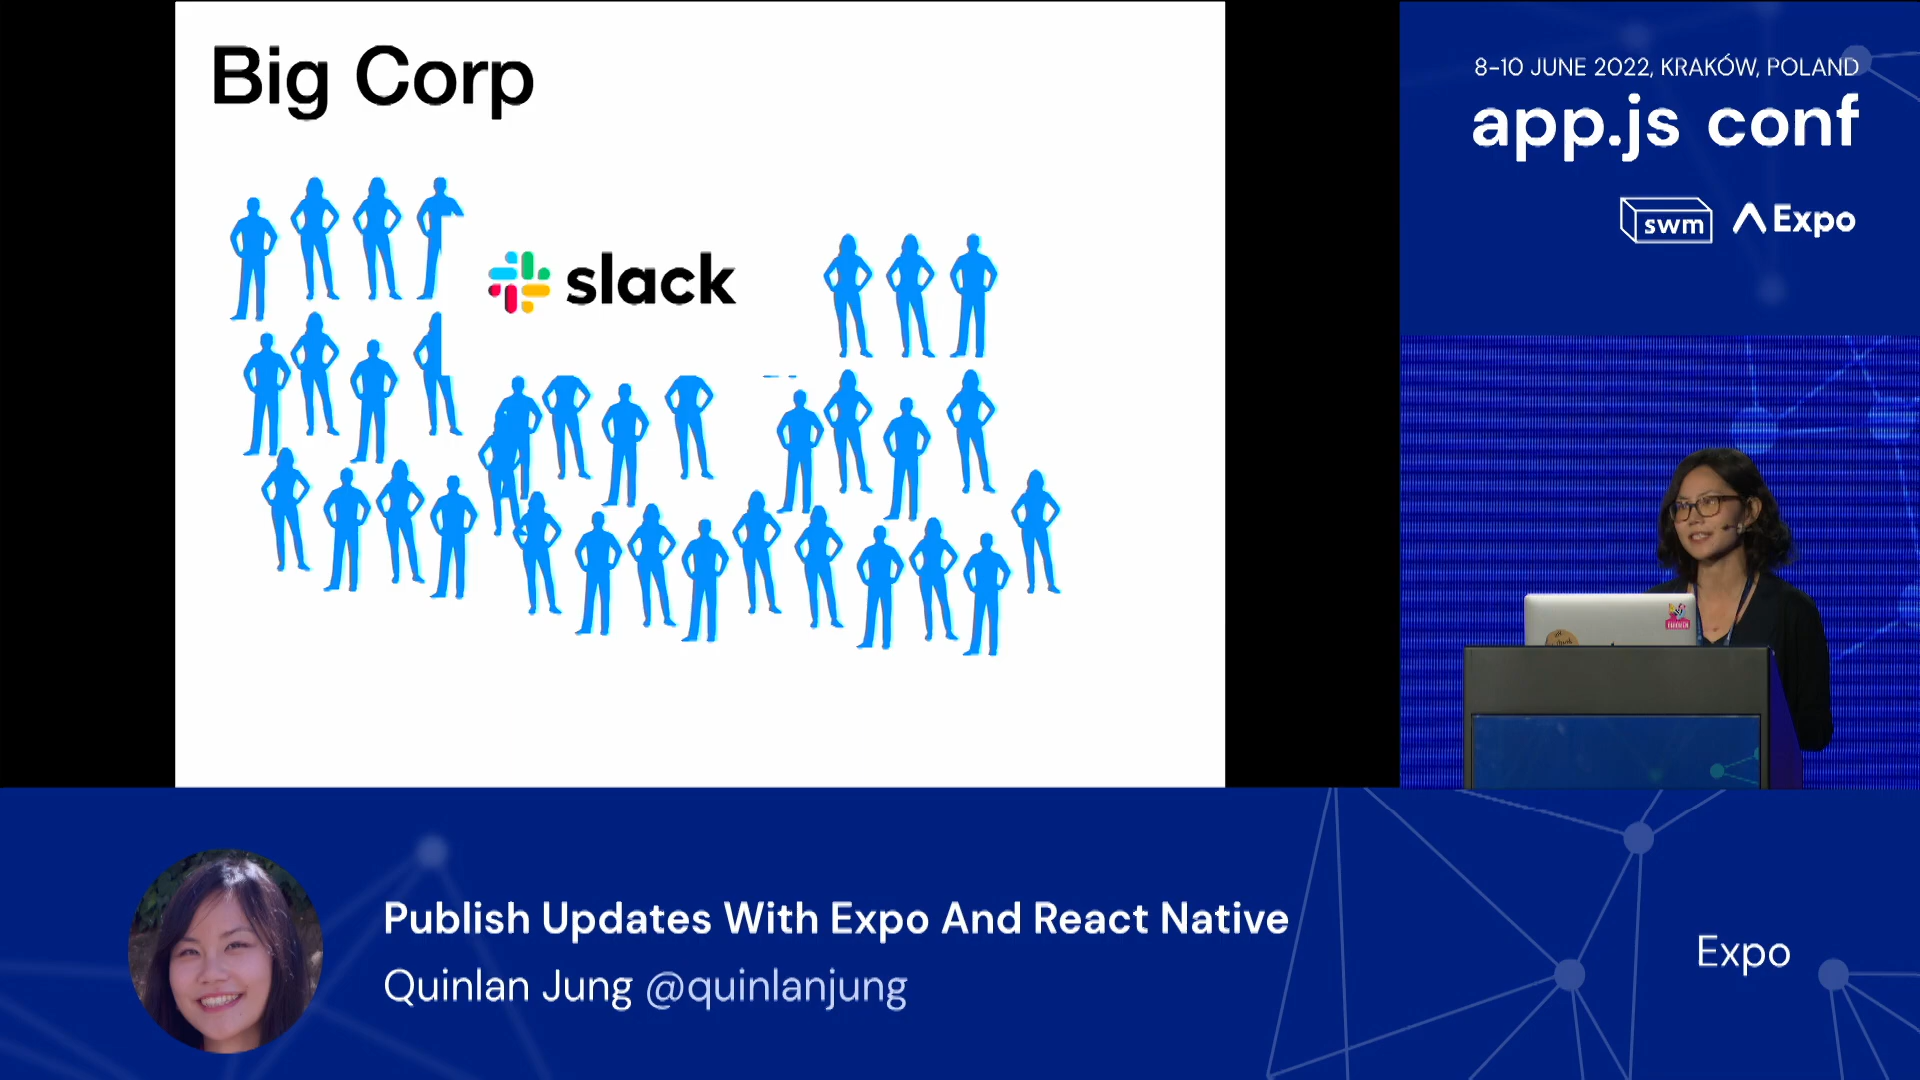 Big Corp
slack
8–10 JUNE 2022, KRAKÓW, POLAND
app.js conf
swm Expo
Publish Updates With Expo And React Native
Quinlan Jung @quinlanjung
Expo